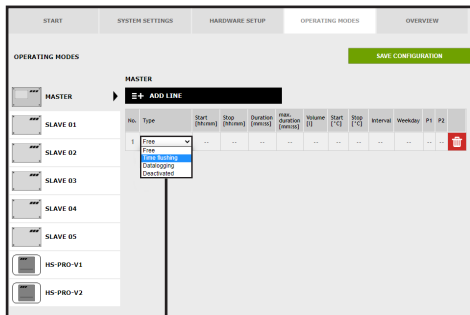 START SYSTEM SETTINGS HARDWARE SETUP OPERATING MODES OVERVIEW
OPERATING MODES SAVE CONFIGURATION
MASTER
MASTER
SLAVE 01
SLAVE 02
SLAVE 03
SLAVE 04
SLAVE 05
HS-PRO-V1
HS-PRO-V2
ADD LINE
No. Type Start [hh:mm] Stop [hh:mm] Duration [mm:ss] max. duration [mm:ss] Volume [l] Start [°C] Stop [°C] Interval Weekday P1 P2
1 Free -- -- -- -- -- -- -- -- -- -- --
Free
Time flushing
Datalogging
Deactivated